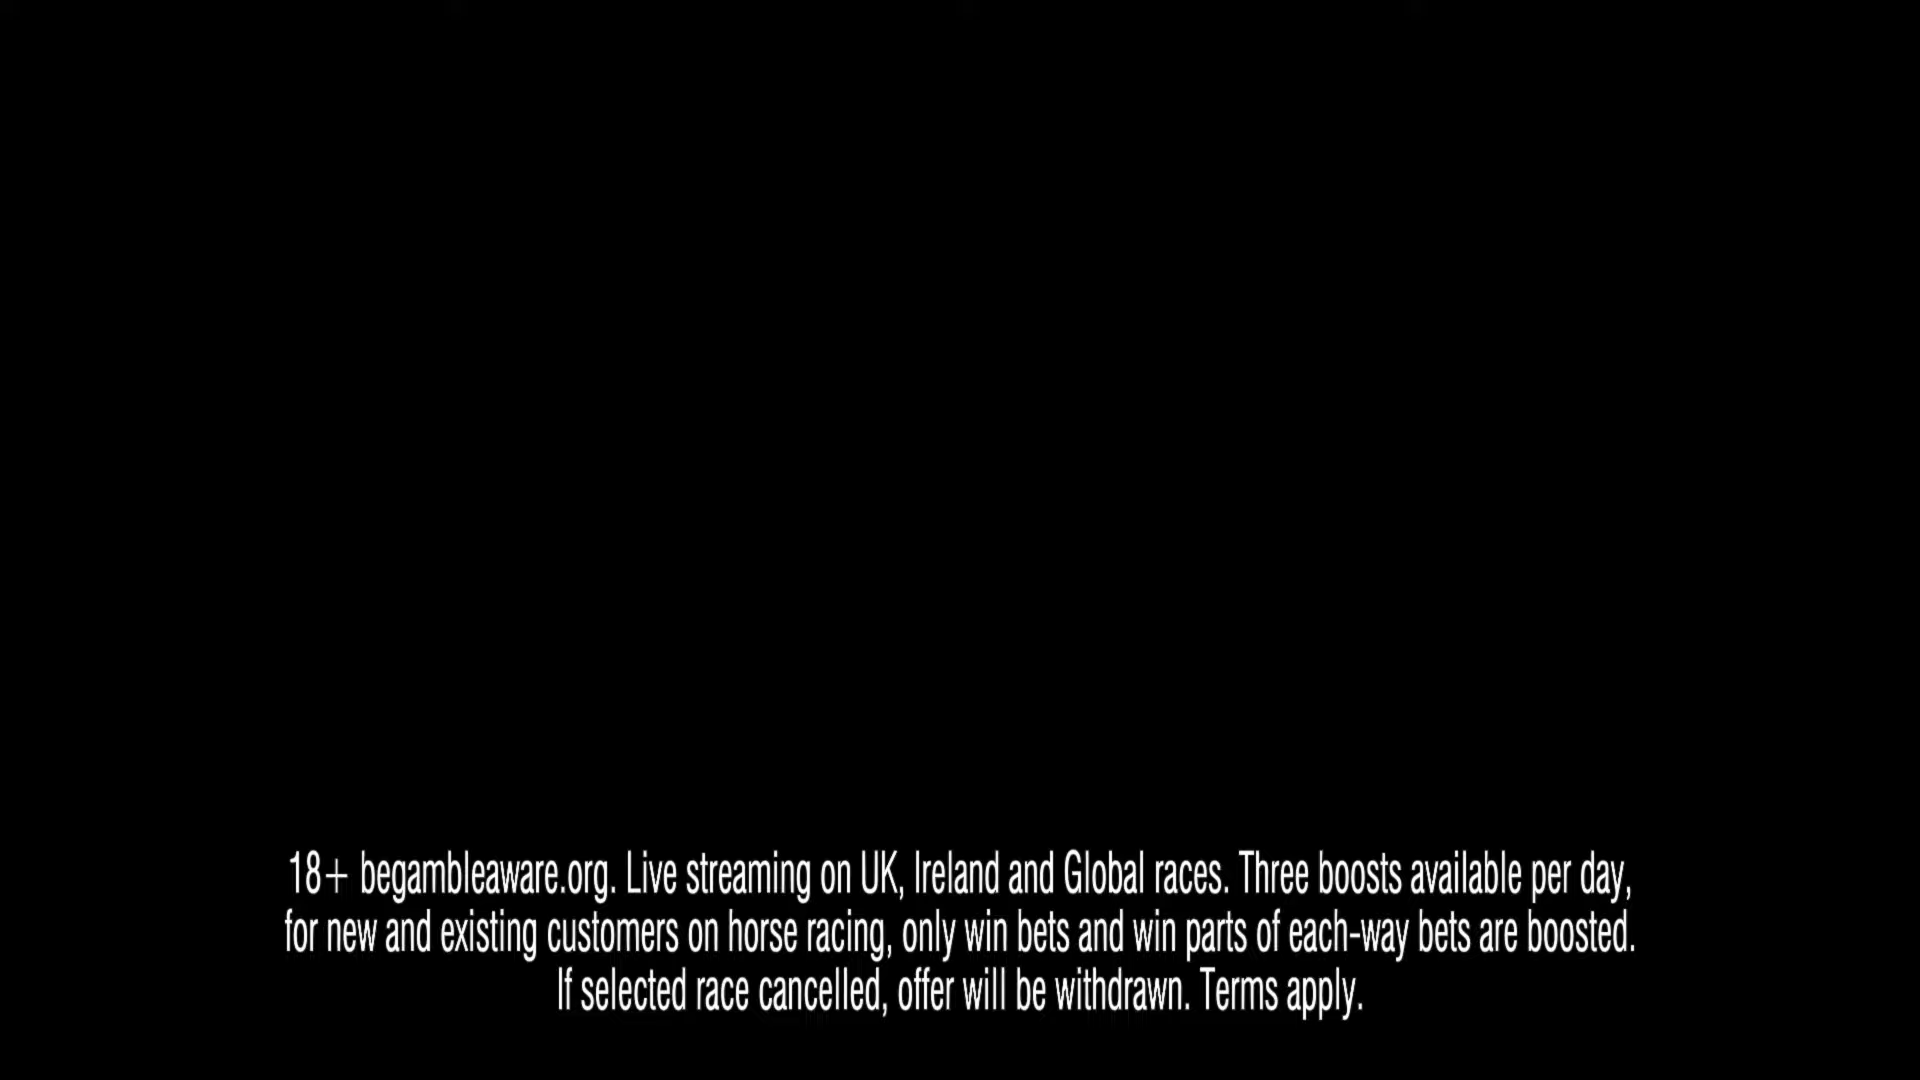 18+ begambleaware.org. Live streaming on UK, Ireland and Global races. Three boosts available per day,
for new and existing customers on horse racing, only win bets and win parts of each-way bets are boosted.
If selected race cancelled, offer will be withdrawn. Terms apply.